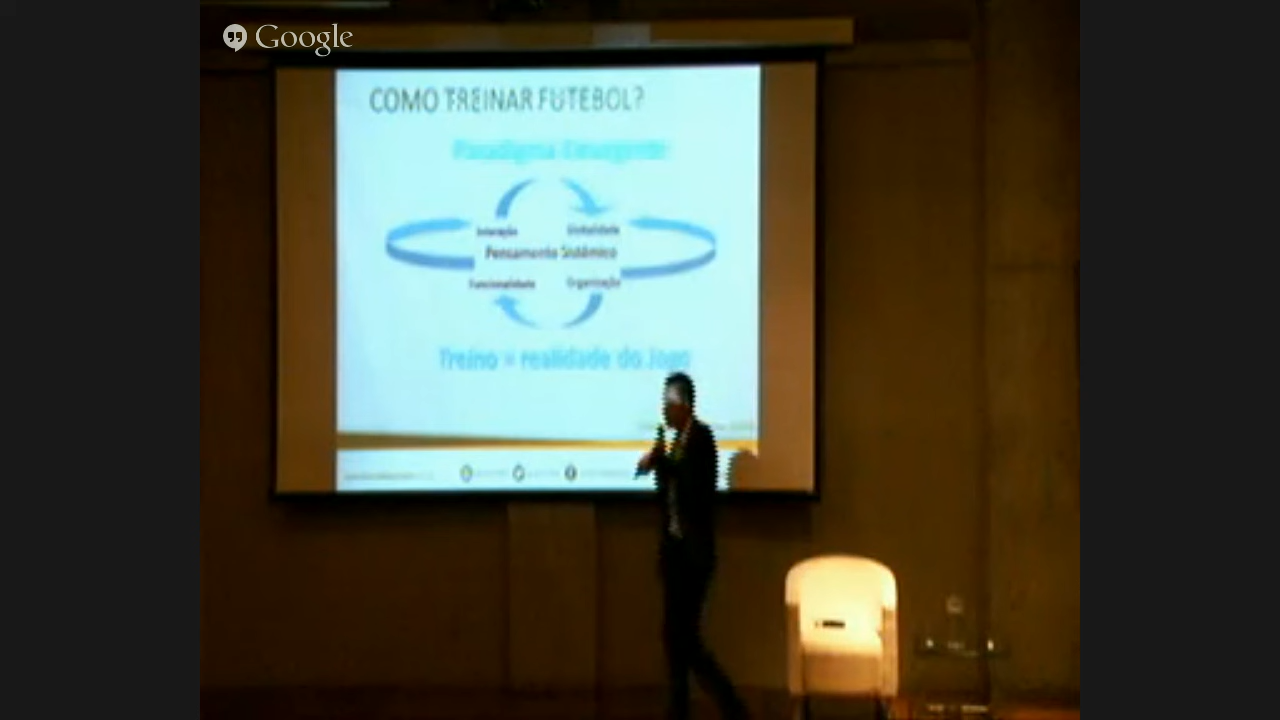 Google
COMO TREINAR FUTEBOL?
Paradigma Emergente
Interação Globalidade
Pensamento Sistêmico
Funcionalidade Organização
Treino = realidade do Jogo